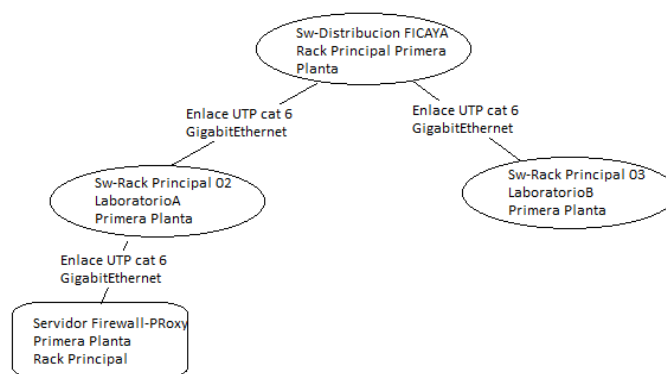 Sw-Distribucion FICAYA
Rack Principal Primera
Planta
Enlace UTP cat 6
GigabitEthernet
Enlace UTP cat 6
GigabitEthernet
Sw-Rack Principal 02
LaboratorioA
Primera Planta
Sw-Rack Principal 03
LaboratorioB
Primera Planta
Enlace UTP cat 6
GigabitEthernet
Servidor Firewall-PRoxy
Primera Planta
Rack Principal